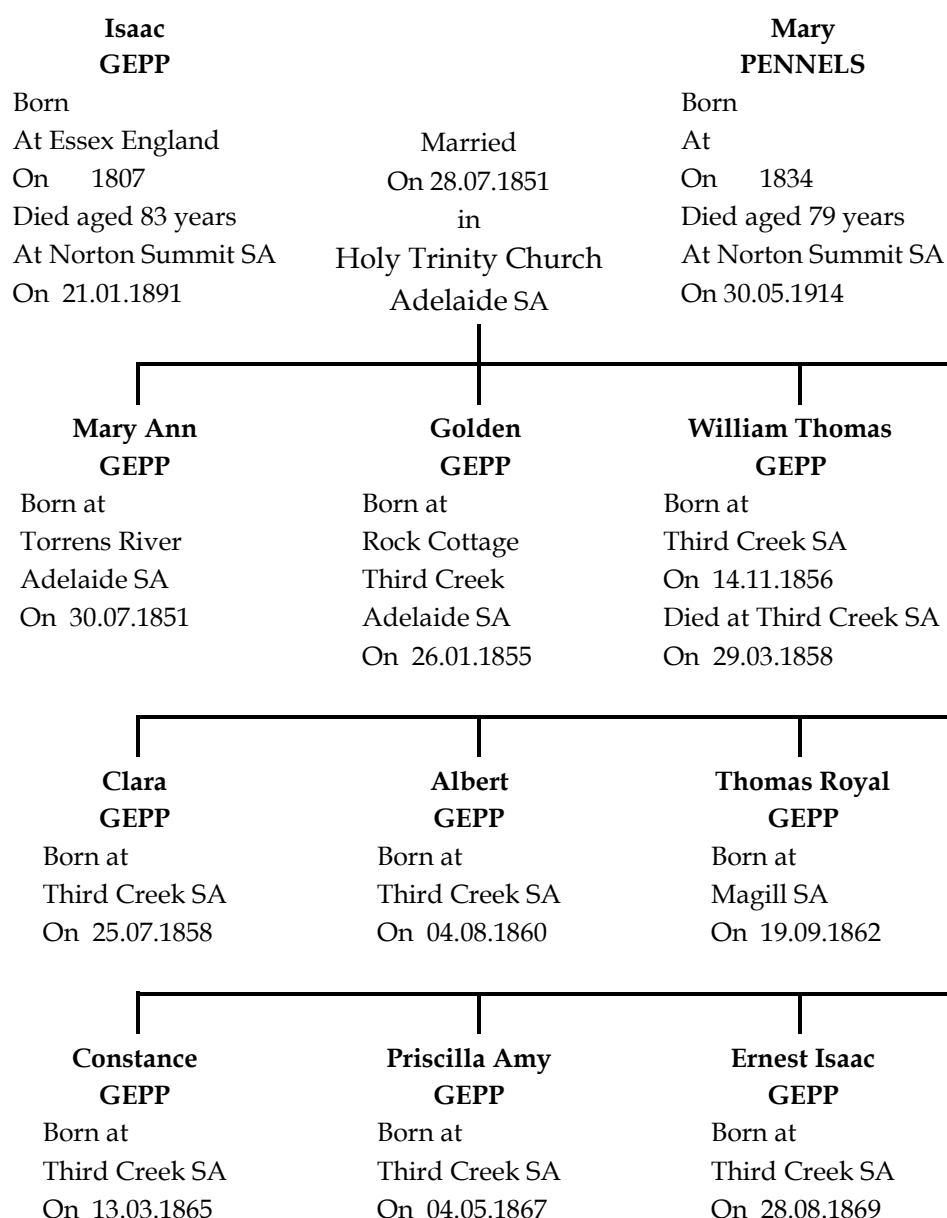 Isaac
GEPP
Born
At Essex England
On 1807
Died aged 83 years
At Norton Summit SA
On 21.01.1891
Married
On 28.07.1851
in
Holy Trinity Church
Adelaide SA
Mary
PENNELS
Born
At
On 1834
Died aged 79 years
At Norton Summit SA
On 30.05.1914
Mary Ann
GEPP
Born at
Torrens River
Adelaide SA
On 30.07.1851
Golden
GEPP
Born at
Rock Cottage
Third Creek
Adelaide SA
On 26.01.1855
William Thomas
GEPP
Born at
Third Creek SA
On 14.11.1856
Died at Third Creek SA
On 29.03.1858
Clara
GEPP
Born at
Third Creek SA
On 25.07.1858
Albert
GEPP
Born at
Third Creek SA
On 04.08.1860
Thomas Royal
GEPP
Born at
Magill SA
On 19.09.1862
Constance
GEPP
Born at
Third Creek SA
On 13.03.1865
Priscilla Amy
GEPP
Born at
Third Creek SA
On 04.05.1867
Ernest Isaac
GEPP
Born at
Third Creek SA
On 28.08.1869